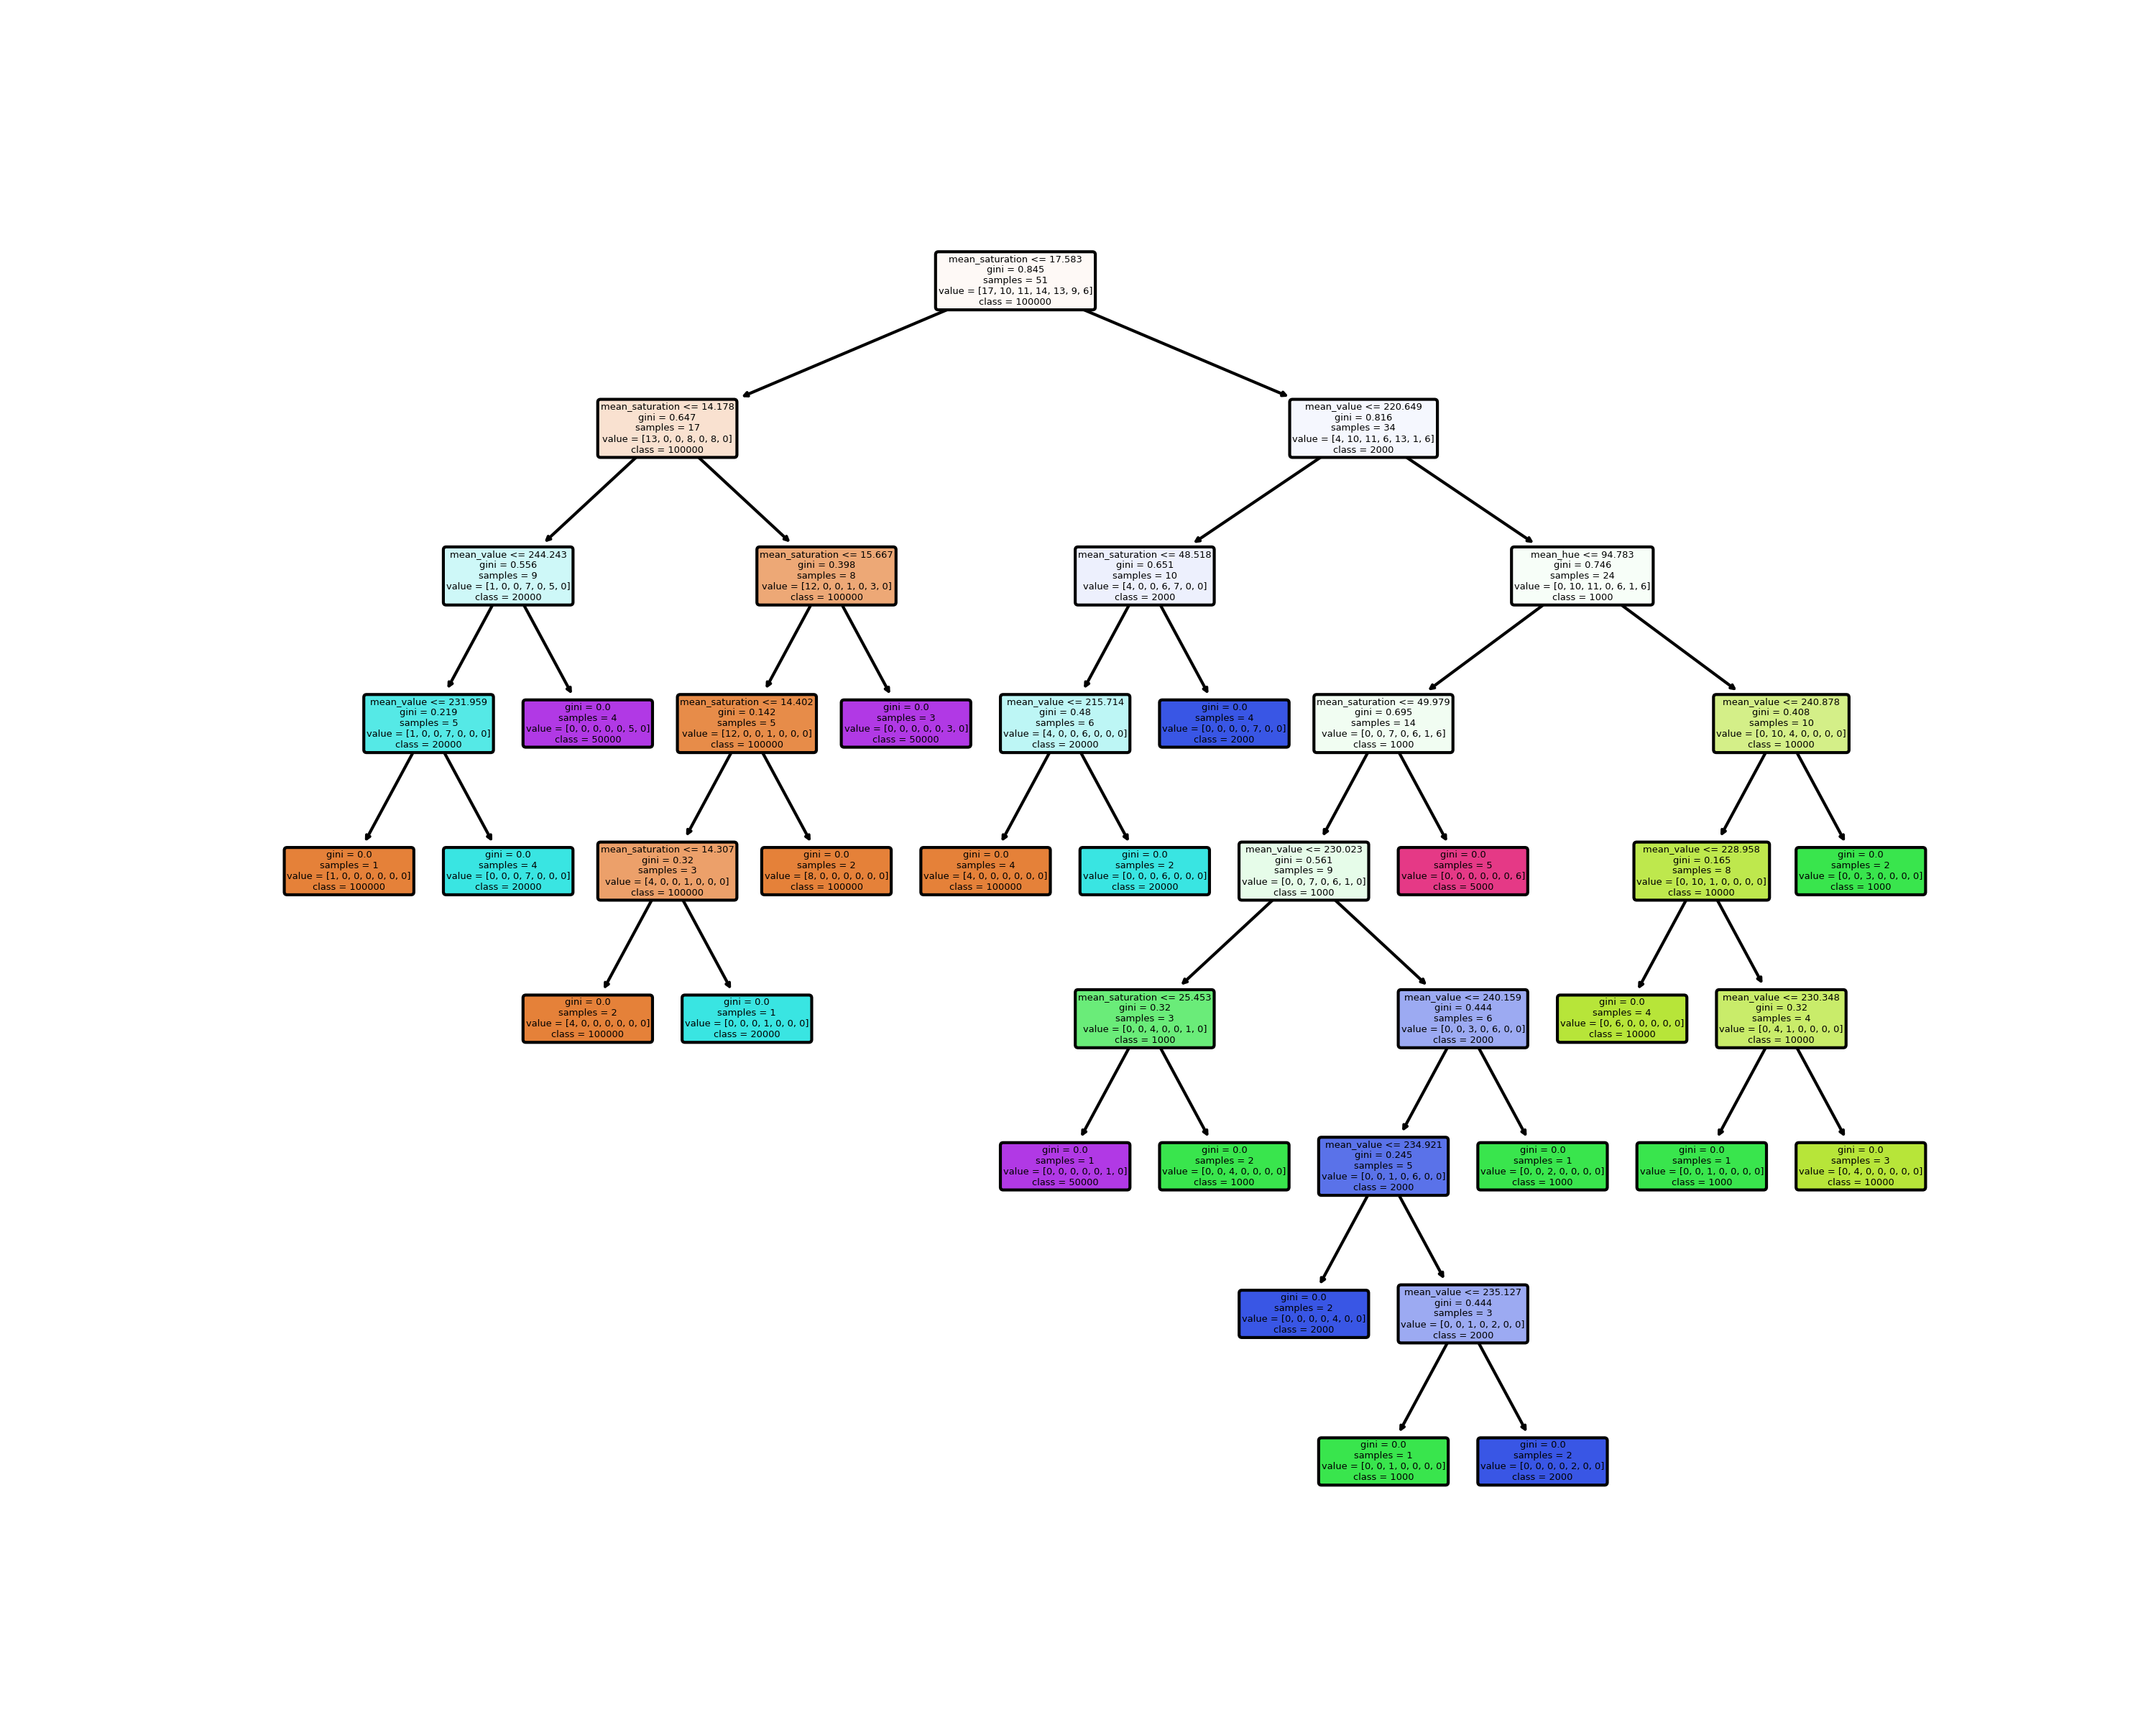 mean_saturation <= 17.583
gini = 0.845
samples = 51
value = [17, 10, 11, 14, 13, 9, 6]
class = 100000
mean_saturation <= 14.178
gini = 0.647
samples = 17
value = [13, 0, 0, 8, 0, 8, 0]
class = 100000
mean_value <= 220.649
gini = 0.816
samples = 34
value = [4, 10, 11, 6, 13, 1, 6]
class = 2000
mean_value <= 244.243
gini = 0.556
samples = 9
value = [1, 0, 0, 7, 0, 5, 0]
class = 20000
mean_saturation <= 15.667
gini = 0.398
samples = 8
value = [12, 0, 0, 1, 0, 3, 0]
class = 100000
mean_saturation <= 48.518
gini = 0.651
samples = 10
value = [4, 0, 0, 6, 7, 0, 0]
class = 2000
mean_hue <= 94.783
gini = 0.746
samples = 24
value = [0, 10, 11, 0, 6, 1, 6]
class = 1000
mean_value <= 231.959
gini = 0.219
samples = 5
value = [1, 0, 0, 7, 0, 0, 0]
class = 20000
gini = 0.0
samples = 4
value = [0, 0, 0, 0, 0, 5, 0]
class = 50000
mean_saturation <= 14.402
gini = 0.142
samples = 5
value = [12, 0, 0, 1, 0, 0, 0]
class = 100000
gini = 0.0
samples = 3
value = [0, 0, 0, 0, 0, 3, 0]
class = 50000
mean_value <= 215.714
gini = 0.48
samples = 6
value = [4, 0, 0, 6, 0, 0, 0]
class = 20000
gini = 0.0
samples = 4
value = [0, 0, 0, 0, 7, 0, 0]
class = 2000
mean_saturation <= 49.979
gini = 0.695
samples = 14
value = [0, 0, 7, 0, 6, 1, 6]
class = 1000
mean_value <= 240.878
gini = 0.408
samples = 10
value = [0, 10, 4, 0, 0, 0, 0]
class = 10000
gini = 0.0
samples = 1
value = [1, 0, 0, 0, 0, 0, 0]
class = 100000
gini = 0.0
samples = 4
value = [0, 0, 0, 7, 0, 0, 0]
class = 20000
mean_saturation <= 14.307
gini = 0.32
samples = 3
value = [4, 0, 0, 1, 0, 0, 0]
class = 100000
gini = 0.0
samples = 2
value = [8, 0, 0, 0, 0, 0, 0]
class = 100000
gini = 0.0
samples = 4
value = [4, 0, 0, 0, 0, 0, 0]
class = 100000
gini = 0.0
samples = 2
value = [0, 0, 0, 6, 0, 0, 0]
class = 20000
mean_value <= 230.023
gini = 0.561
samples = 9
value = [0, 0, 7, 0, 6, 1, 0]
class = 1000
gini = 0.0
samples = 5
value = [0, 0, 0, 0, 0, 0, 6]
class = 5000
mean_value <= 228.958
gini = 0.165
samples = 8
value = [0, 10, 1, 0, 0, 0, 0]
class = 10000
gini = 0.0
samples = 2
value = [0, 0, 3, 0, 0, 0, 0]
class = 1000
gini = 0.0
samples = 2
value = [4, 0, 0, 0, 0, 0, 0]
class = 100000
gini = 0.0
samples = 1
value = [0, 0, 0, 1, 0, 0, 0]
class = 20000
mean_saturation <= 25.453
gini = 0.32
samples = 3
value = [0, 0, 4, 0, 0, 1, 0]
class = 1000
mean_value <= 240.159
gini = 0.444
samples = 6
value = [0, 0, 3, 0, 6, 0, 0]
class = 2000
gini = 0.0
samples = 4
value = [0, 6, 0, 0, 0, 0, 0]
class = 10000
mean_value <= 230.348
gini = 0.32
samples = 4
value = [0, 4, 1, 0, 0, 0, 0]
class = 10000
gini = 0.0
samples = 1
value = [0, 0, 0, 0, 0, 1, 0]
class = 50000
gini = 0.0
samples = 2
value = [0, 0, 4, 0, 0, 0, 0]
class = 1000
mean_value <= 234.921
gini = 0.245
samples = 5
value = [0, 0, 1, 0, 6, 0, 0]
class = 2000
gini = 0.0
samples = 1
value = [0, 0, 2, 0, 0, 0, 0]
class = 1000
gini = 0.0
samples = 1
value = [0, 0, 1, 0, 0, 0, 0]
class = 1000
gini = 0.0
samples = 3
value = [0, 4, 0, 0, 0, 0, 0]
class = 10000
gini = 0.0
samples = 2
value = [0, 0, 0, 0, 4, 0, 0]
class = 2000
mean_value <= 235.127
gini = 0.444
samples = 3
value = [0, 0, 1, 0, 2, 0, 0]
class = 2000
gini = 0.0
samples = 1
value = [0, 0, 1, 0, 0, 0, 0]
class = 1000
gini = 0.0
samples = 2
value = [0, 0, 0, 0, 2, 0, 0]
class = 2000